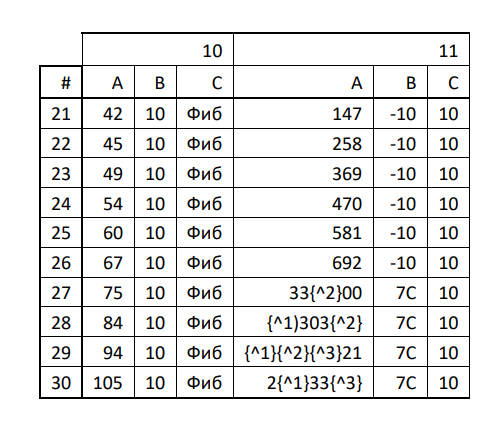 10 11
# A B C A B C
21 42 10 Фиб 147 -10 10
22 45 10 Фиб 258 -10 10
23 49 10 Фиб 369 -10 10
24 54 10 Фиб 470 -10 10
25 60 10 Фиб 581 -10 10
26 67 10 Фиб 692 -10 10
27 75 10 Фиб 33{^2}00 7C 10
28 84 10 Фиб {^1)303{^2} 7C 10
29 94 10 Фиб {^1}{^2}{^3}21 7C 10
30 105 10 Фиб 2{^1}33{^3} 7C 10